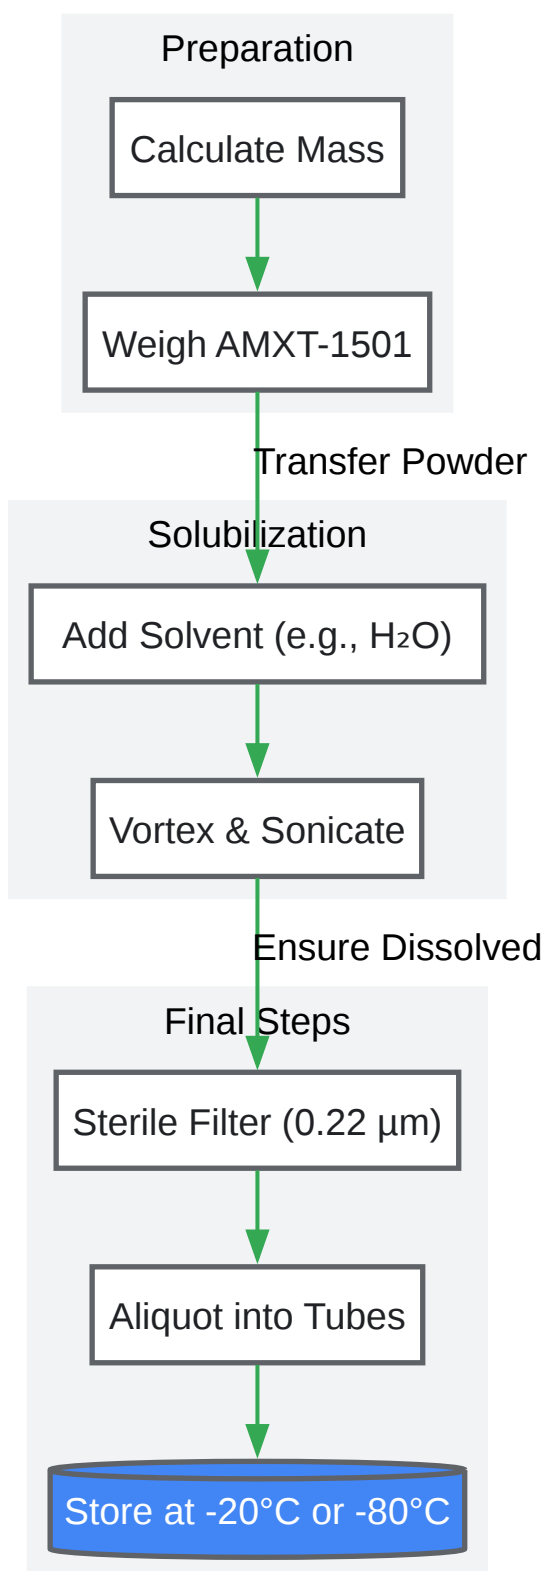 Preparation
Calculate Mass
Weigh AMXT-1501
Transfer Powder
Solubilization
Add Solvent (e.g., H₂O)
Vortex & Sonicate
Ensure Dissolved
Final Steps
Sterile Filter (0.22 µm)
Aliquot into Tubes
Store at -20°C or -80°C